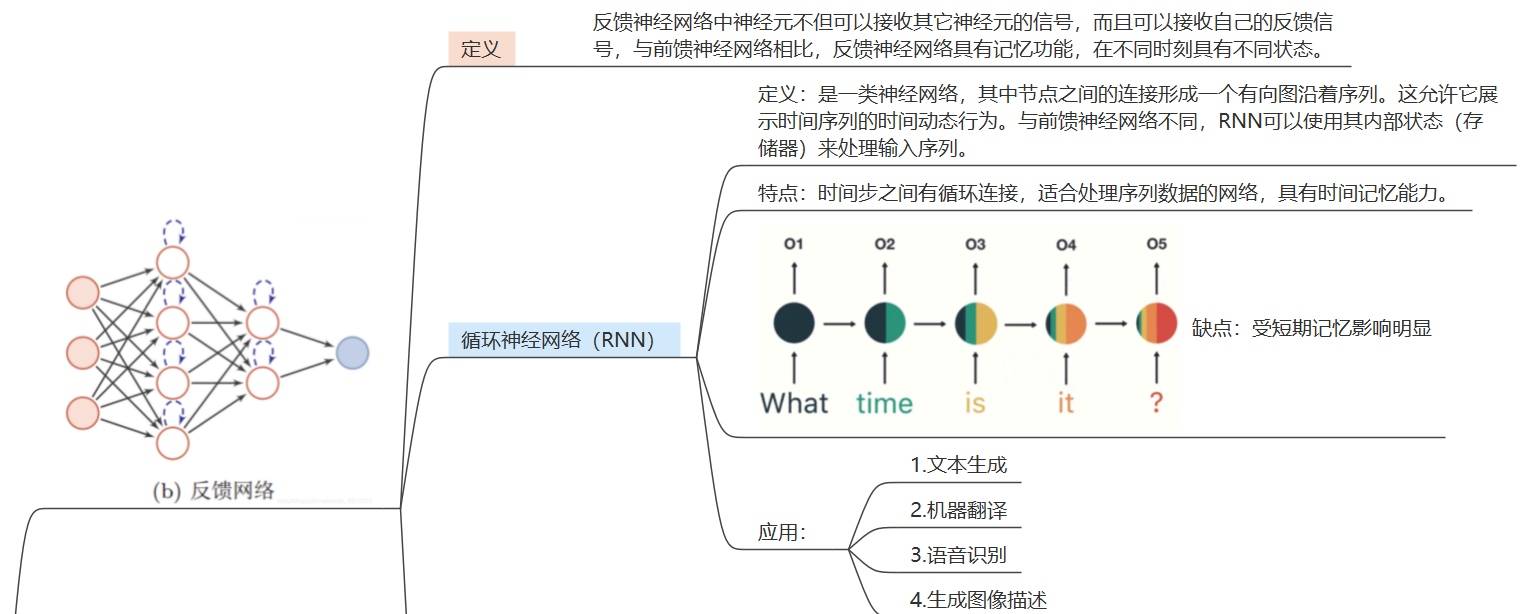 定义
反馈神经网络中神经元不但可以接收其它神经元的信号，而且可以接收自己的反馈信
号，与前馈神经网络相比，反馈神经网络具有记忆功能，在不同时刻具有不同状态。
定义：是一类神经网络，其中节点之间的连接形成一个有向图沿着序列。这允许它展
示时间序列的时间动态行为。与前馈神经网络不同，RNN可以使用其内部状态（存
储器）来处理输入序列。
特点：时间步之间有循环连接，适合处理序列数据的网络，具有时间记忆能力。
循环神经网络（RNN）
O1 O2 O3 O4 O5
What time is it ?
缺点：受短期记忆影响明显
(b) 反馈网络
应用：
1.文本生成
2.机器翻译
3.语音识别
4.生成图像描述